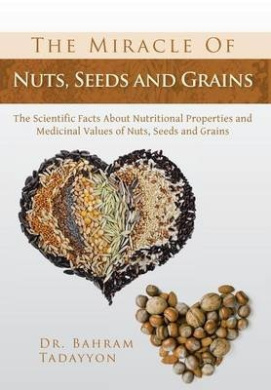 The Miracle Of
Nuts, Seeds and Grains
The Scientific Facts About Nutritional Properties and
Medicinal Values of Nuts, Seeds and Grains
Dr. Bahram
Tadayyon